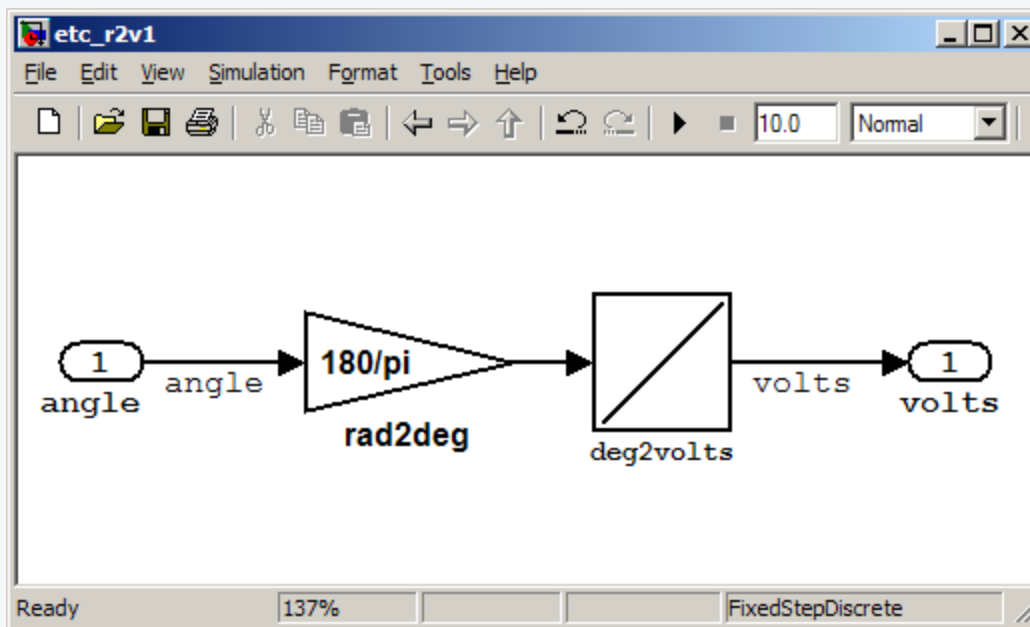 etc_r2v1
File Edit View Simulation Format Tools Help
10.0 Normal
1 180/pi 1
angle volts
angle volts
rad2deg
deg2volts
Ready 137% FixedStepDiscrete